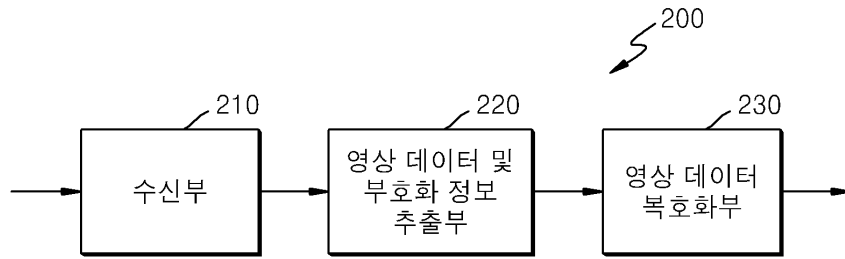 200
210
수신부
220
영상 데이터 및
부호화 정보
추출부
230
영상 데이터
복호화부